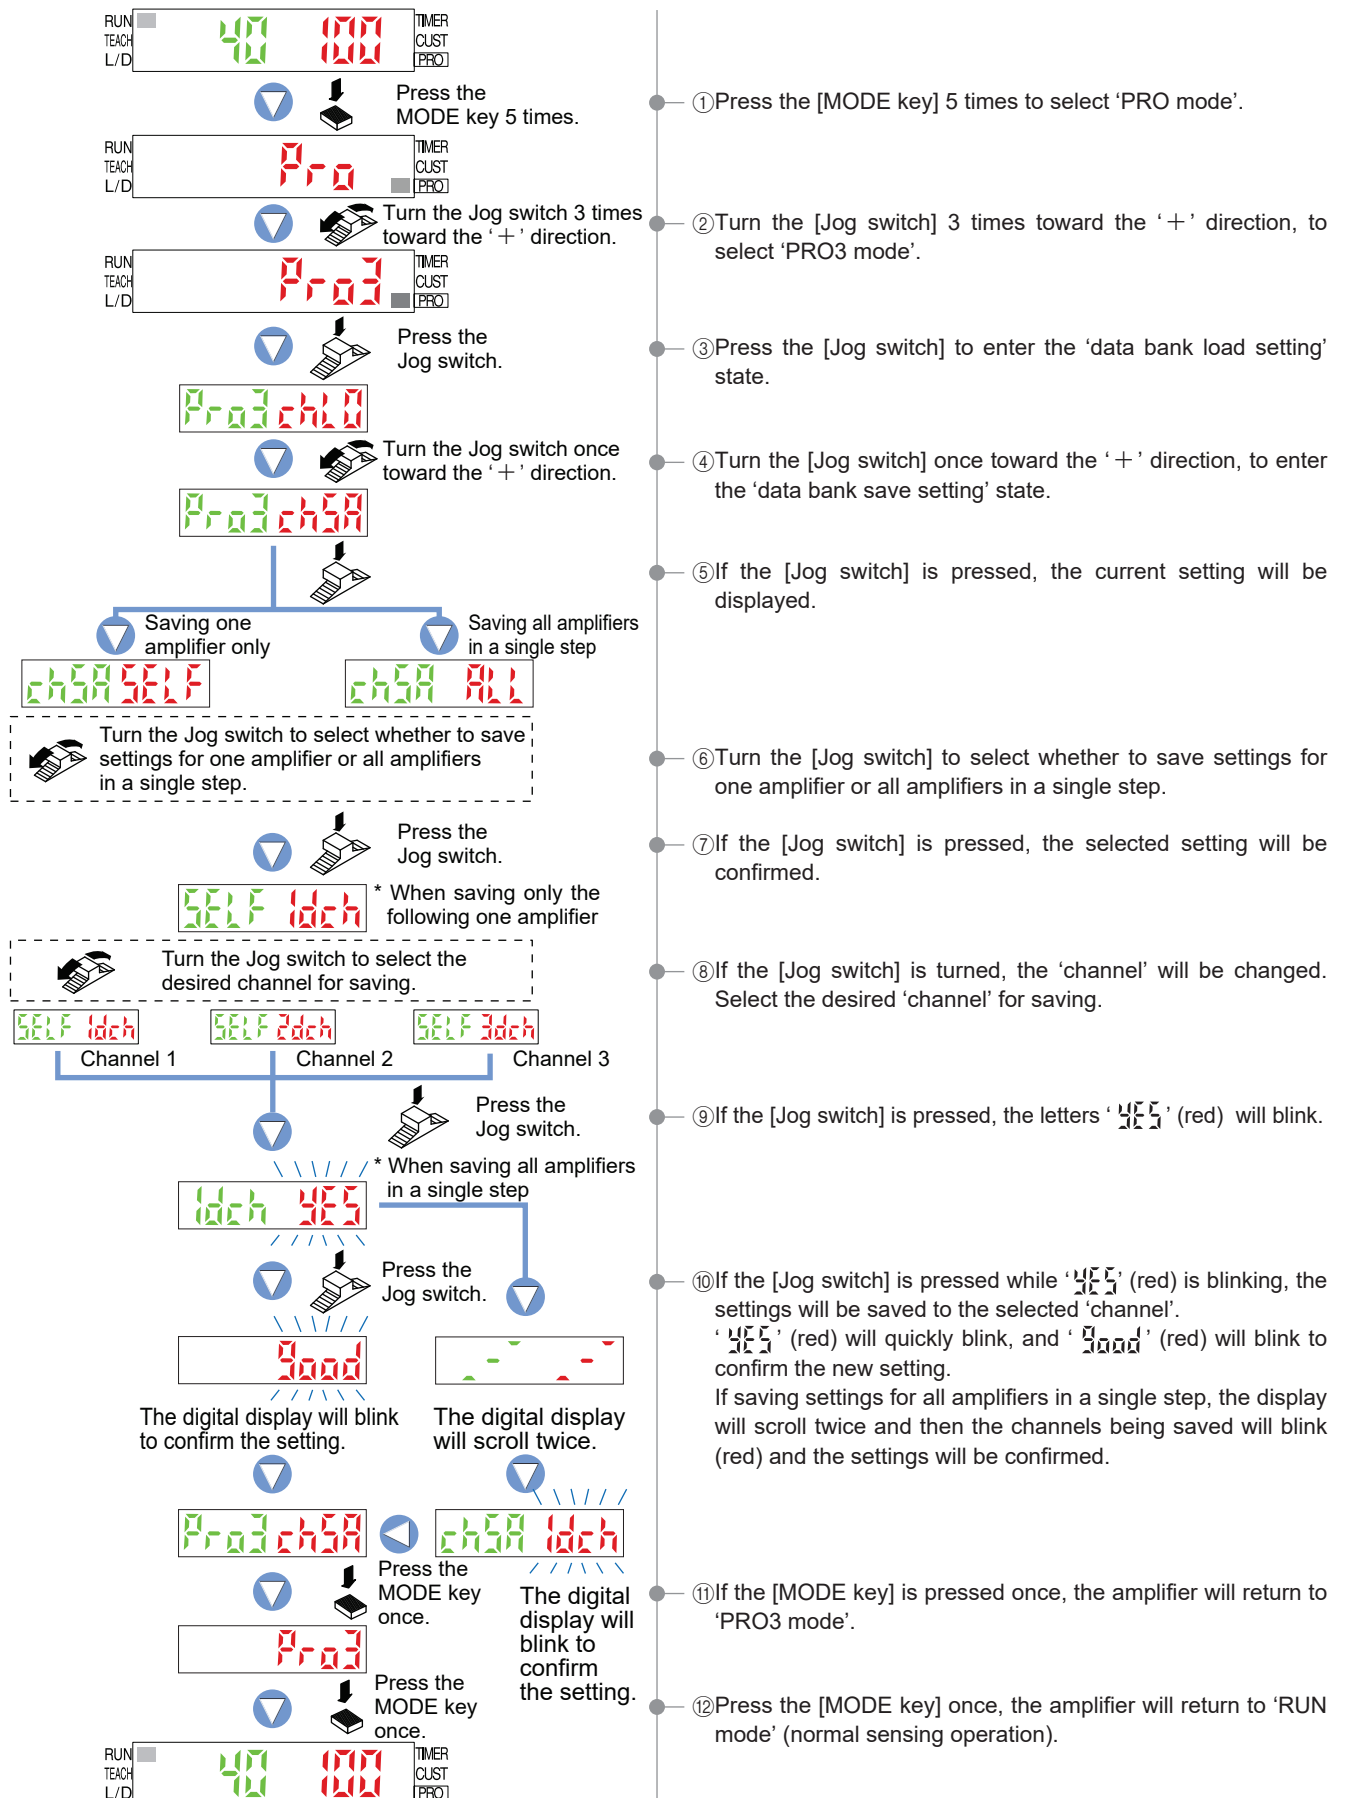 RUN
TEACH
L/D
40 100
TIMER
CUST
PRO
Press the
MODE key 5 times.
①Press the [MODE key] 5 times to select ‘PRO mode’.
RUN
TEACH
L/D
Pro
TIMER
CUST
PRO
Turn the Jog switch 3 times
toward the ‘＋’ direction.
②Turn the [Jog switch] 3 times toward the ‘＋’ direction, to
select ‘PRO3 mode’.
RUN
TEACH
L/D
Pro3
TIMER
CUST
PRO
Press the
Jog switch.
③Press the [Jog switch] to enter the ‘data bank load setting’
state.
Pro3 chLO
Turn the Jog switch once
toward the ‘＋’ direction.
④Turn the [Jog switch] once toward the ‘＋’ direction, to enter
the ‘data bank save setting’ state.
Pro3 chSA
⑤If the [Jog switch] is pressed, the current setting will be
displayed.
Saving one
amplifier only
Saving all amplifiers
in a single step
chSA SELF
chSA ALL
Turn the Jog switch to select whether to save
settings for one amplifier or all amplifiers
in a single step.
⑥Turn the [Jog switch] to select whether to save settings for
one amplifier or all amplifiers in a single step.
Press the
Jog switch.
⑦If the [Jog switch] is pressed, the selected setting will be
confirmed.
SELF 1dch
* When saving only the
following one amplifier
Turn the Jog switch to select the
desired channel for saving.
⑧If the [Jog switch] is turned, the ‘channel’ will be changed.
Select the desired ‘channel’ for saving.
SELF 1dch
SELF 2dch
SELF 3dch
Channel 1
Channel 2
Channel 3
Press the
Jog switch.
⑨If the [Jog switch] is pressed, the letters ‘ YES ’ (red) will blink.
* When saving all amplifiers
in a single step
1dch YES
Press the
Jog switch.
⑩If the [Jog switch] is pressed while ‘YES’ (red) is blinking, the
settings will be saved to the selected ‘channel’.
‘ YES ’ (red) will quickly blink, and ‘ good ’ (red) will blink to
confirm the new setting.
If saving settings for all amplifiers in a single step, the display
will scroll twice and then the channels being saved will blink
(red) and the settings will be confirmed.
good
The digital display will blink
to confirm the setting.
The digital display
will scroll twice.
Pro3 chSA
chSA 1dch
Press the
MODE key
once.
The digital
display will
blink to
confirm
the setting.
⑪If the [MODE key] is pressed once, the amplifier will return to
‘PRO3 mode’.
Pro3
Press the
MODE key
once.
⑫Press the [MODE key] once, the amplifier will return to ‘RUN
mode’ (normal sensing operation).
RUN
TEACH
L/D
40 100
TIMER
CUST
PRO